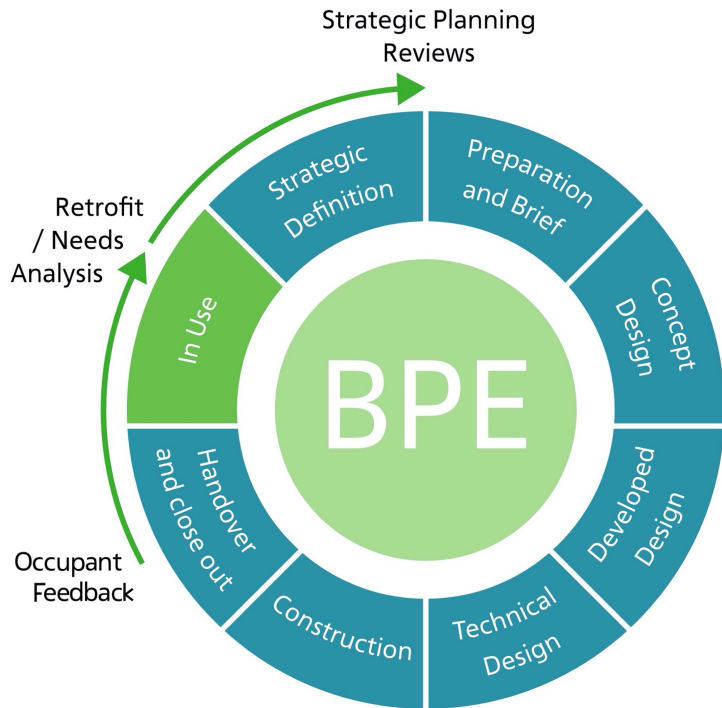 Strategic Planning
Reviews
Retrofit
/ Needs
Analysis
Occupant
Feedback
Strategic
Definition
Preparation
and Brief
Concept
Design
Developed
Design
Technical
Design
Construction
Handover
and close out
In Use
BPE